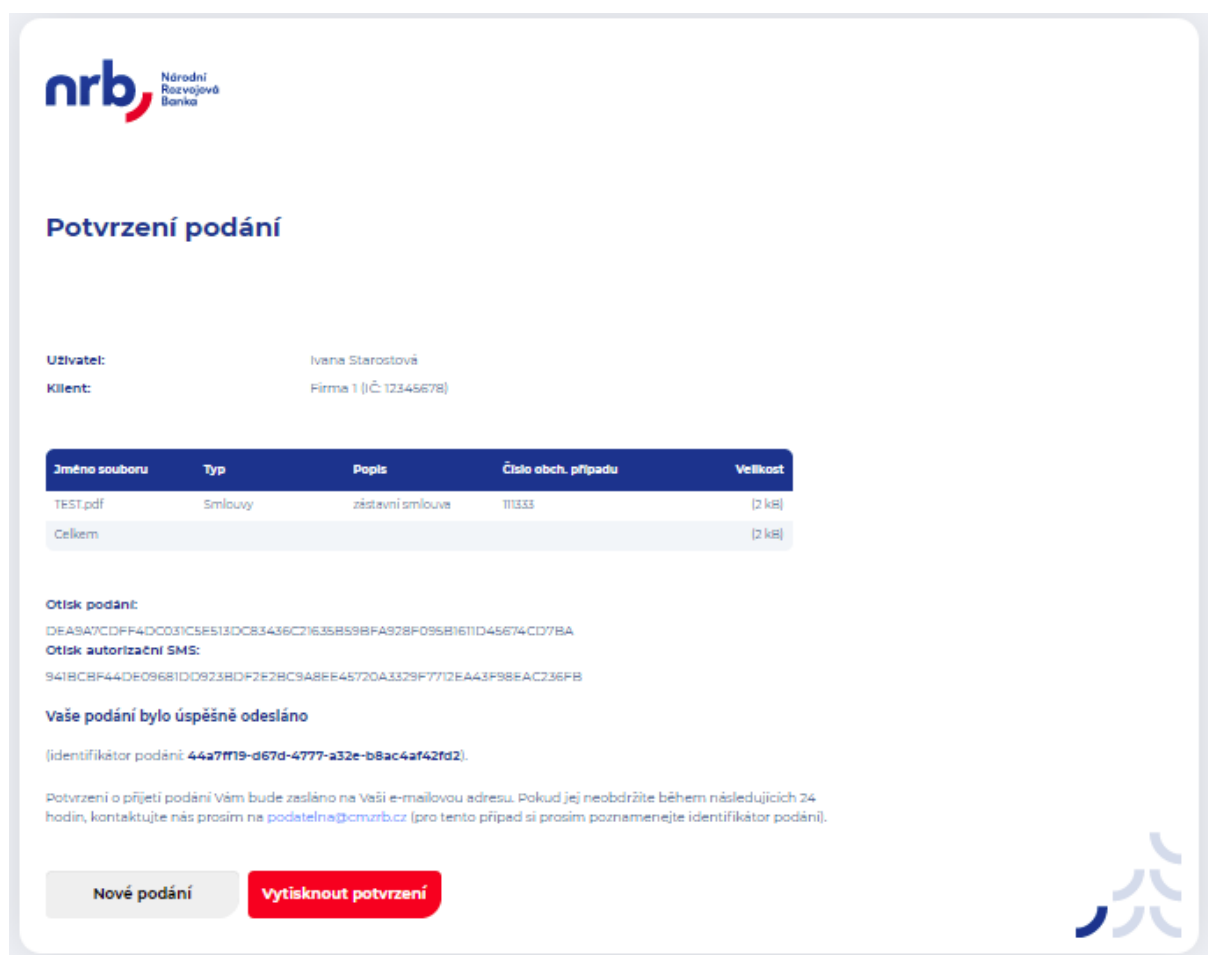 nrb
Národní
Rozvojová
Banka
Potvrzení podání
Uživatel: Ivana Starostová
Klient: Firma 1 (IČ: 12345678)
Jméno souboru Typ Popis Číslo obch. případu Velikost
TEST.pdf Smlouvy zástavní smlouva 111333 (2 kB)
Celkem (2 kB)
Otisk podání:
DEA9A7CDFF4DC031C5E513DC83436C21635B59BFA928F095B1611D45674CD7BA
Otisk autorizační SMS:
941BCBF44DE09681DD923BDF2E2BC9A8EE45720A3329F7712EA43F98EAC236FB
Vaše podání bylo úspěšně odesláno
(identifikátor podání: 44a7ff19-d67d-4777-a32e-b8ac4af42fd2).
Potvrzení o přijetí podání Vám bude zasláno na Vaši e-mailovou adresu. Pokud jej neobdržíte během následujících 24
hodin, kontaktujte nás prosím na podatelna@cmzrb.cz (pro tento případ si prosím poznamenejte identifikátor podání).
Nové podání Vytisknout potvrzení